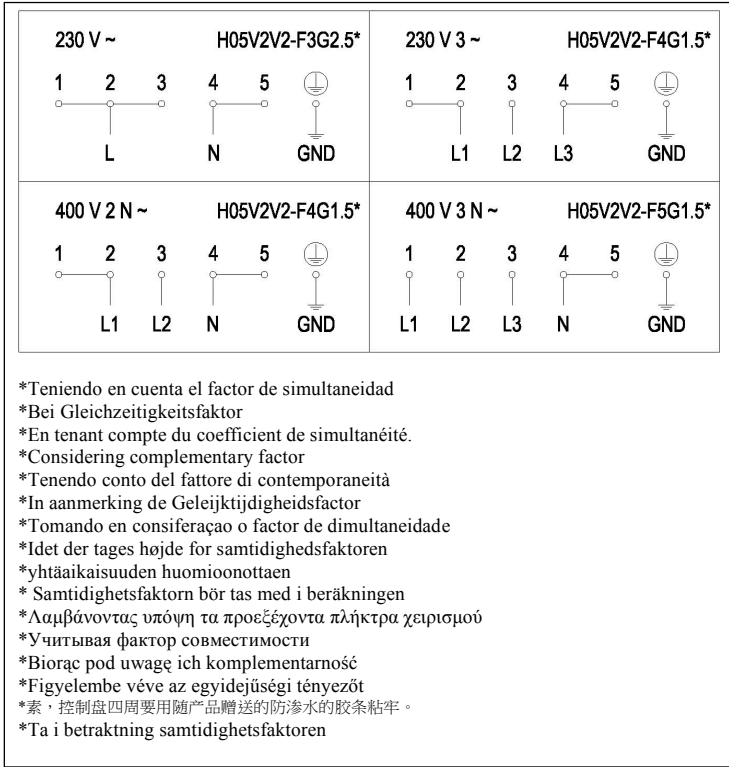 230 V ~ H05V2V2-F3G2.5*
1 2 3 4 5
L N GND
230 V 3 ~ H05V2V2-F4G1.5*
1 2 3 4 5
L1 L2 L3 GND
400 V 2 N ~ H05V2V2-F4G1.5*
1 2 3 4 5
L1 L2 N GND
400 V 3 N ~ H05V2V2-F5G1.5*
1 2 3 4 5
L1 L2 L3 N GND
*Teniendo en cuenta el factor de simultaneidad
*Bei Gleichzeitigkeitsfaktor
*En tenant compte du coefficient de simultanéité.
*Considering complementary factor
*Tenendo conto del fattore di contemporaneità
*In aanmerking de Geleijktijdigheidsfactor
*Tomando en consiferaçao o factor de dimultaneidade
*Idet der tages højde for samtidighedsfaktoren
*yhtäaikaisuuden huomioonottaen
* Samtidighetsfaktorn bör tas med i beräkningen
*Λαμβάνοντας υπόψη τα προεξέχοντα πλήκτρα χειρισμού
*Учитывая фактор совместимости
*Biorąc pod uwagę ich komplementarność
*Figyelembe véve az egyidejűségi tényezőt
*素，控制盘四周要用随产品赠送的防渗水的胶条粘牢。
*Ta i betraktning samtidighetsfaktoren